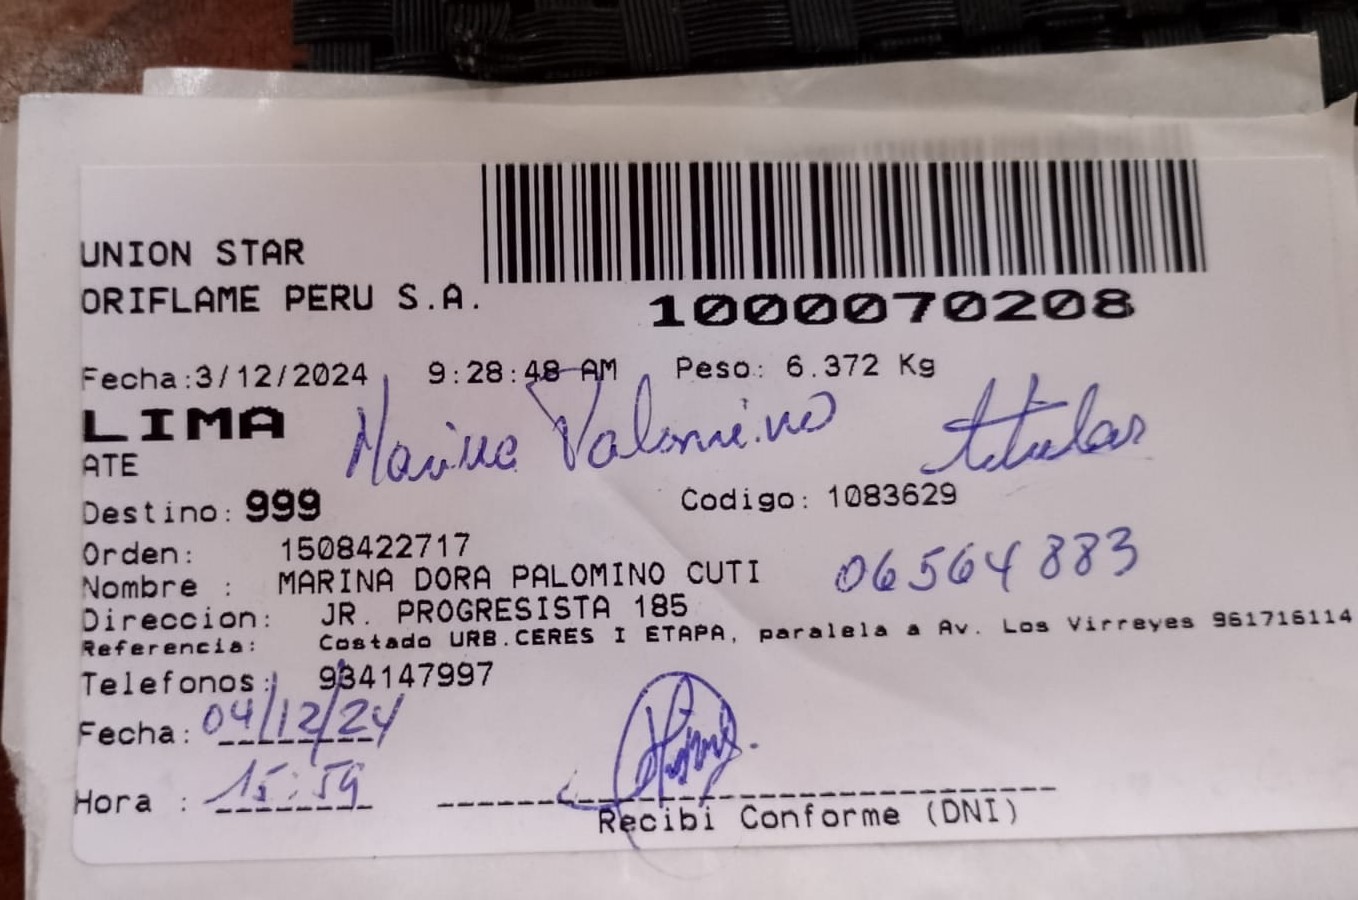 UNION STAR
ORIFLAME PERU S.A.
1000070208
Fecha:3/12/2024 9:28:48 AM Peso: 6.372 Kg
LIMA
Marina Palomino titular
ATE
Destino: 999 Codigo: 1083629
Orden: 1508422717
Nombre : MARINA DORA PALOMINO CUTI 06564883
Direccion: JR. PROGRESISTA 185
Referencia: Costado URB.CERES I ETAPA, paralela a Av. Los Virreyes 961716114
Telefonos: 934147997
Fecha: 04/12/24
Hora : 15:59
Recibi Conforme (DNI)